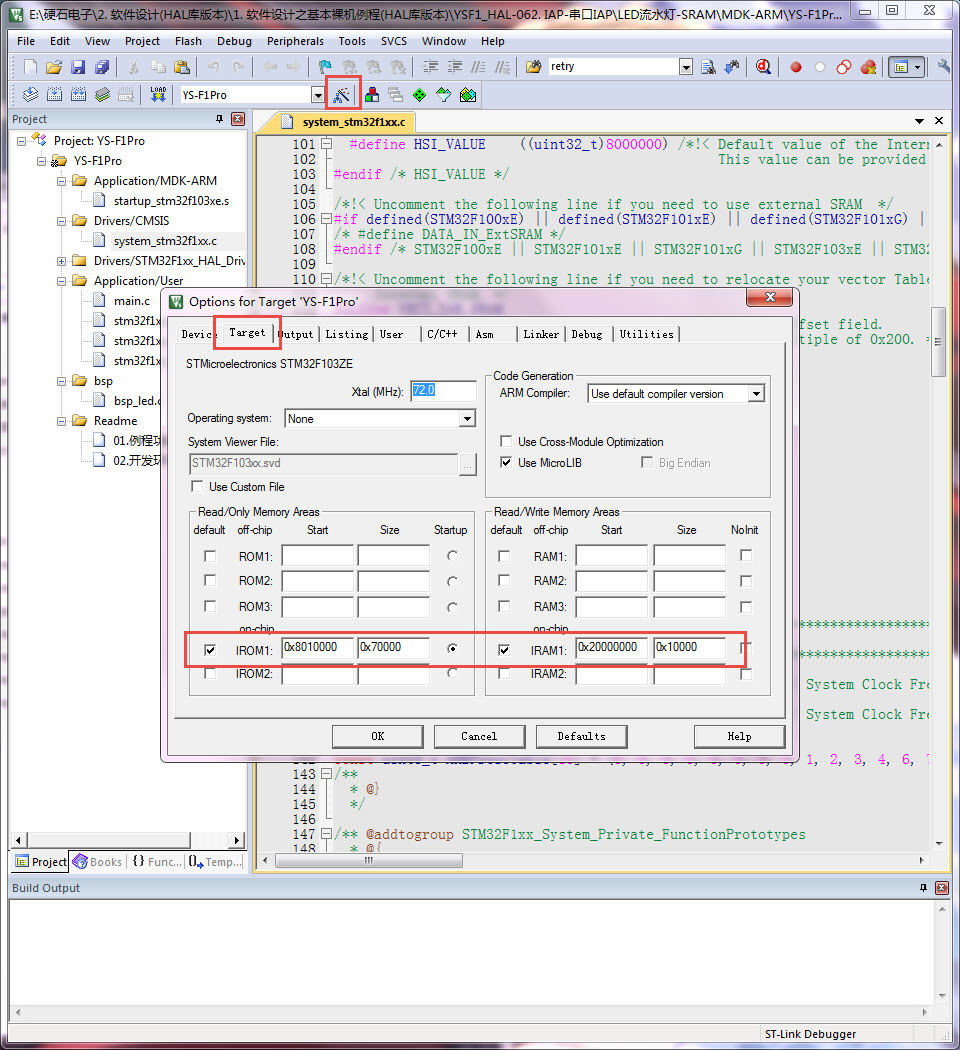 E:\硬石电子\2. 软件设计(HAL库版本)\1. 软件设计之基本裸机例程(HAL库版本)\YSF1_HAL-062. IAP-串口IAP\LED流水灯-SRAM\MDK-ARM\YS-F1Pr...
File Edit View Project Flash Debug Peripherals Tools SVCS Window Help
retry
LOAD YS-F1Pro
Project
system_stm32f1xx.c
Project: YS-F1Pro
YS-F1Pro
Application/MDK-ARM
startup_stm32f103xe.s
Drivers/CMSIS
system_stm32f1xx.c
Drivers/STM32F1xx_HAL_Driv
Application/User
main.c
stm32f1x
stm32f1x
stm32f1x
bsp
bsp_led.c
Readme
01.例程功
02.开发环
101 #define HSI_VALUE ((uint32_t)8000000) /*!< Default value of the Intern
102 This value can be provided
103 #endif /* HSI_VALUE */
104
105 /*!< Uncomment the following line if you need to use external SRAM */
106 #if defined(STM32F100xE) || defined(STM32F101xE) || defined(STM32F101xG) ||
107 /* #define DATA_IN_ExtSRAM */
108 #endif /* STM32F100xE || STM32F101xE || STM32F101xG || STM32F103xE || STM32
109
110 /*!< Uncomment the following line if you need to relocate your vector Table
fset field.
tiple of 0x200. *
System Clock Fre
System Clock Fre
1, 2, 3, 4, 6, 7
143 /**
144 * @}
145 */
146
147 /** @addtogroup STM32F1xx_System_Private_FunctionPrototypes
148 * @{
Options for Target 'YS-F1Pro'
Device Target Output Listing User C/C++ Asm Linker Debug Utilities
STMicroelectronics STM32F103ZE
Xtal (MHz): 72.0
Operating system: None
System Viewer File:
STM32F103xx.svd ...
Use Custom File
Code Generation
ARM Compiler: Use default compiler version
Use Cross-Module Optimization
Use MicroLIB Big Endian
Read/Only Memory Areas
default off-chip Start Size Startup
ROM1:
ROM2:
ROM3:
on-chip
IROM1: 0x8010000 0x70000
IROM2:
Read/Write Memory Areas
default off-chip Start Size NoInit
RAM1:
RAM2:
RAM3:
on-chip
IRAM1: 0x20000000 0x10000
IRAM2:
OK Cancel Defaults Help
Project Books {} Func... Temp...
Build Output
ST-Link Debugger